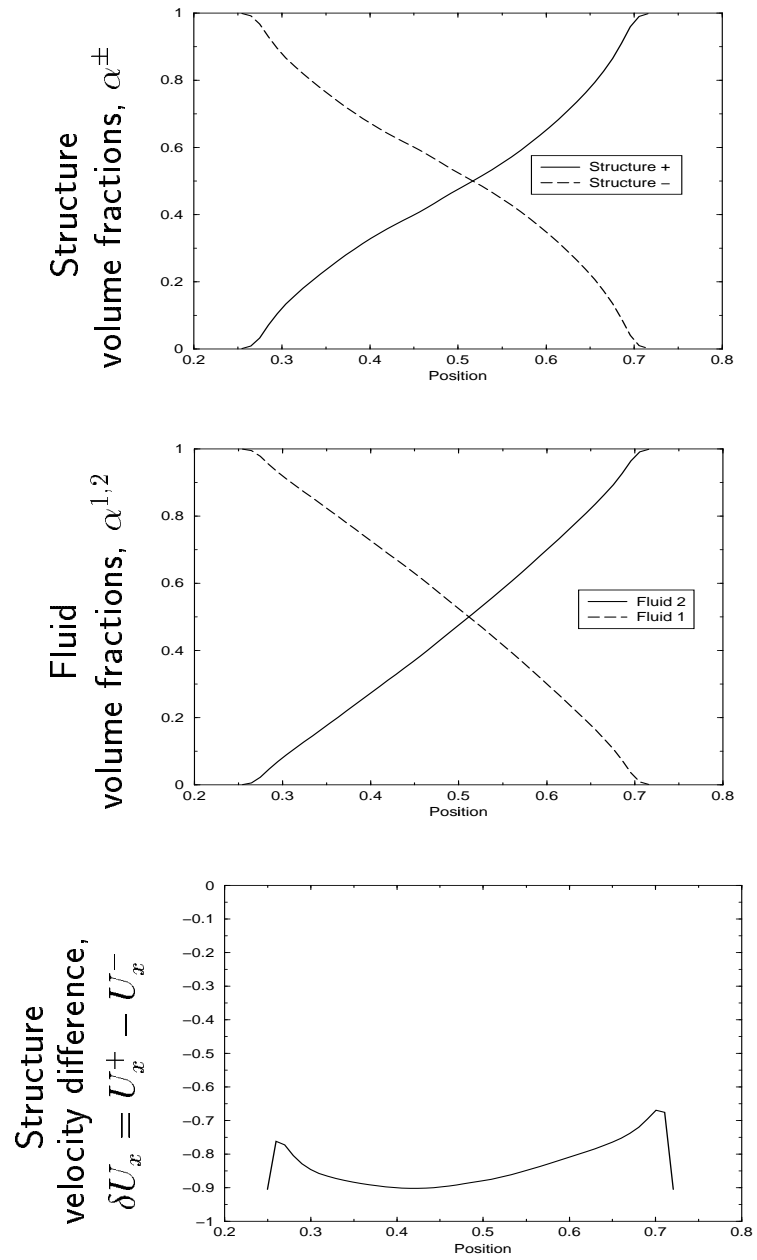 Structure
volume fractions, α±
1
0.8
0.6
0.4
0.2
0
0.2 0.3 0.4 0.5 0.6 0.7 0.8
Position
Structure +
Structure −
Fluid
volume fractions, α1,2
1
0.8
0.6
0.4
0.2
0
0.2 0.3 0.4 0.5 0.6 0.7 0.8
Position
Fluid 2
Fluid 1
Structure
velocity difference,
δUx = Ux+ − Ux−
0
−0.1
−0.2
−0.3
−0.4
−0.5
−0.6
−0.7
−0.8
−0.9
−1
0.2 0.3 0.4 0.5 0.6 0.7 0.8
Position